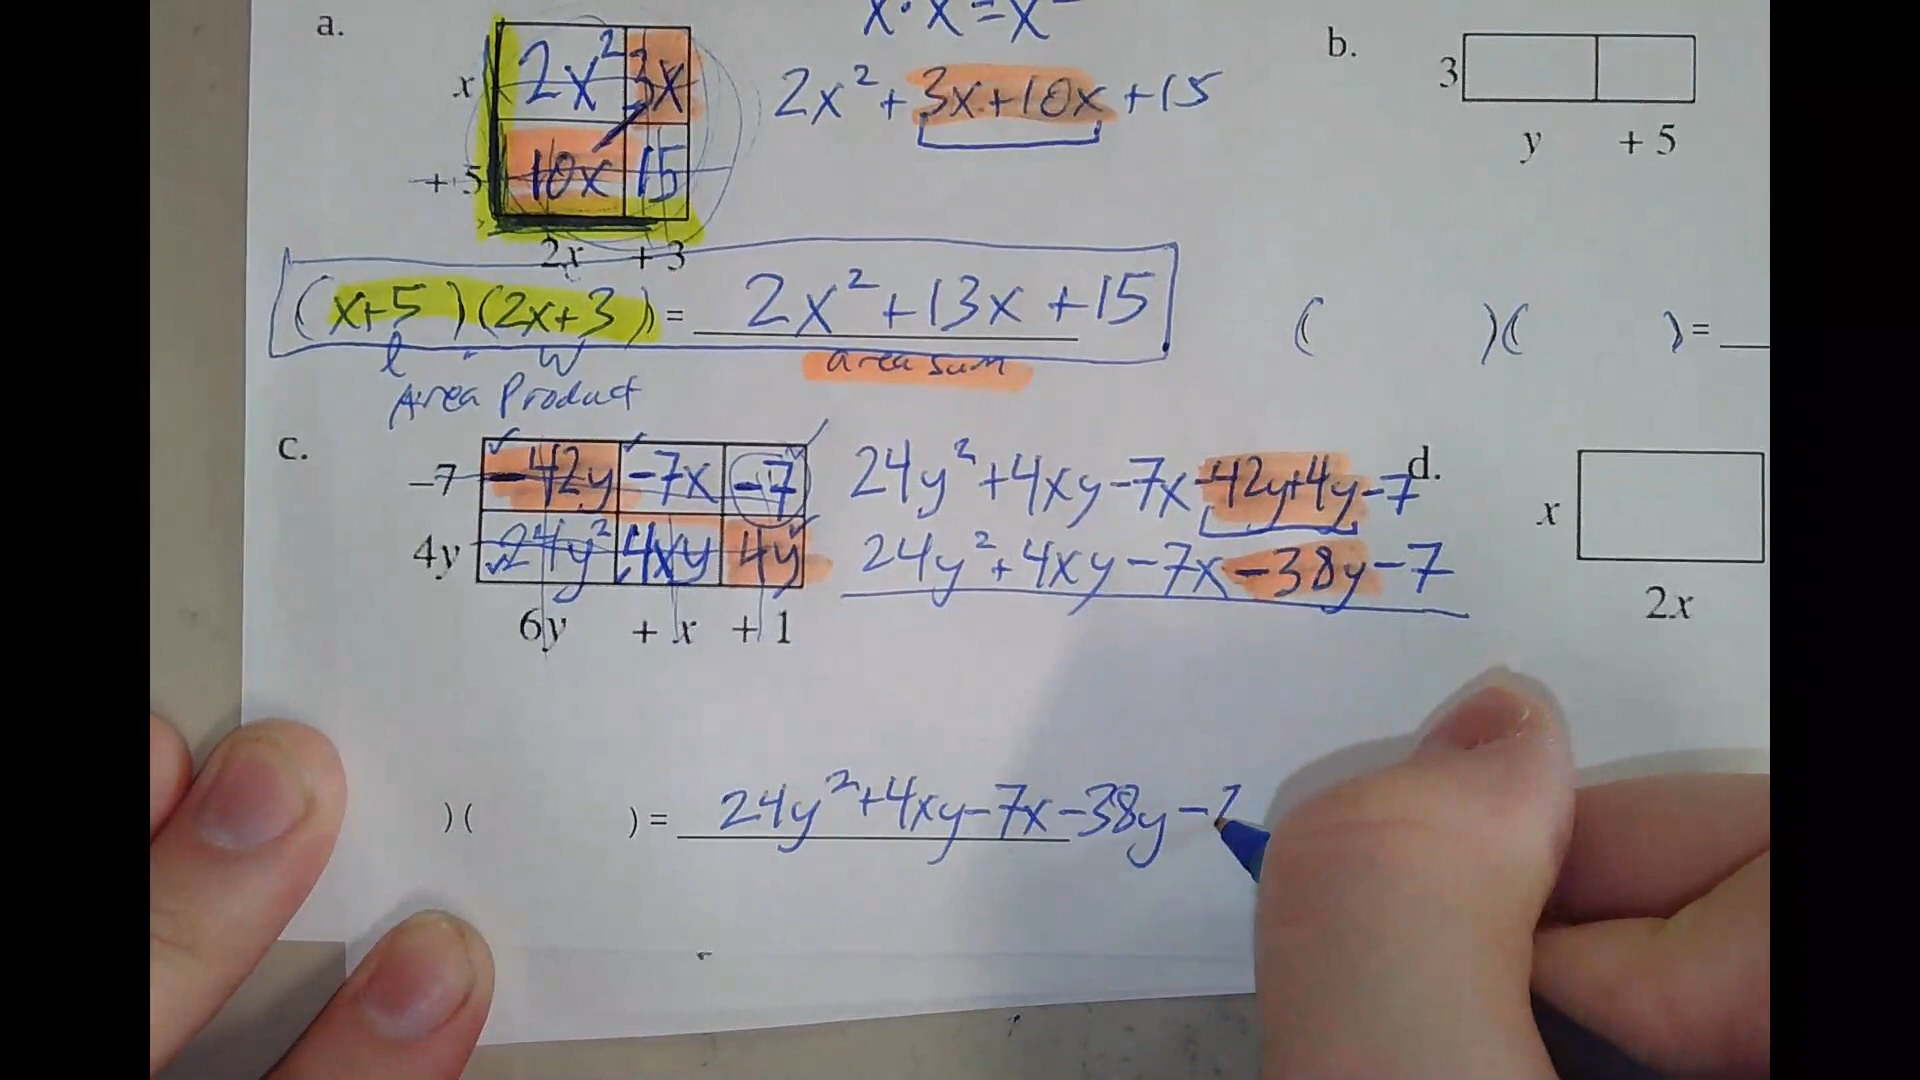 a.
x · x = x
b.
x
2x² 3x
2x² + 3x + 10x + 15
3
+ 5
10x 15
y + 5
2x + 3
(x+5)(2x+3) = 2x² + 13x + 15
( )( ) =
l · w
area sum
Area Product
c.
-7
-42y -7x -7
24y² + 4xy - 7x - 42y + 4y - 7
d.
4y
24y² 4xy 4y
24y² + 4xy - 7x - 38y - 7
x
6y + x + 1
2x
)( ) = 24y² + 4xy - 7x - 38y - 7